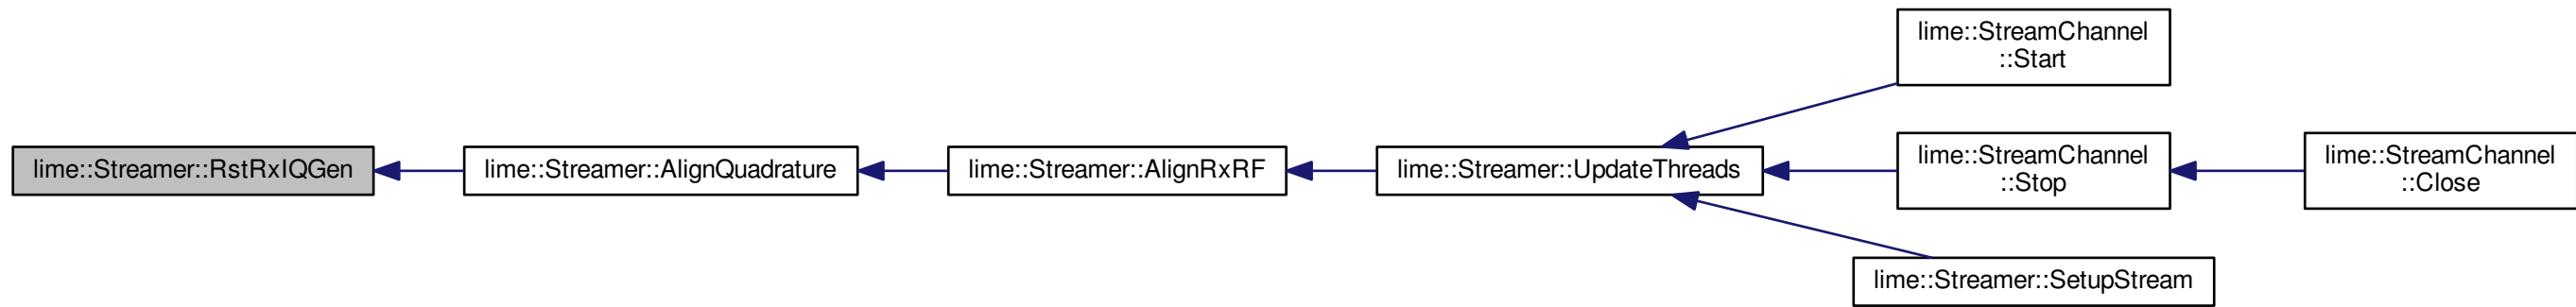 lime::Streamer::RstRxIQGen
lime::Streamer::AlignQuadrature
lime::Streamer::AlignRxRF
lime::Streamer::UpdateThreads
lime::StreamChannel
::Start
lime::StreamChannel
::Stop
lime::StreamChannel
::Close
lime::Streamer::SetupStream